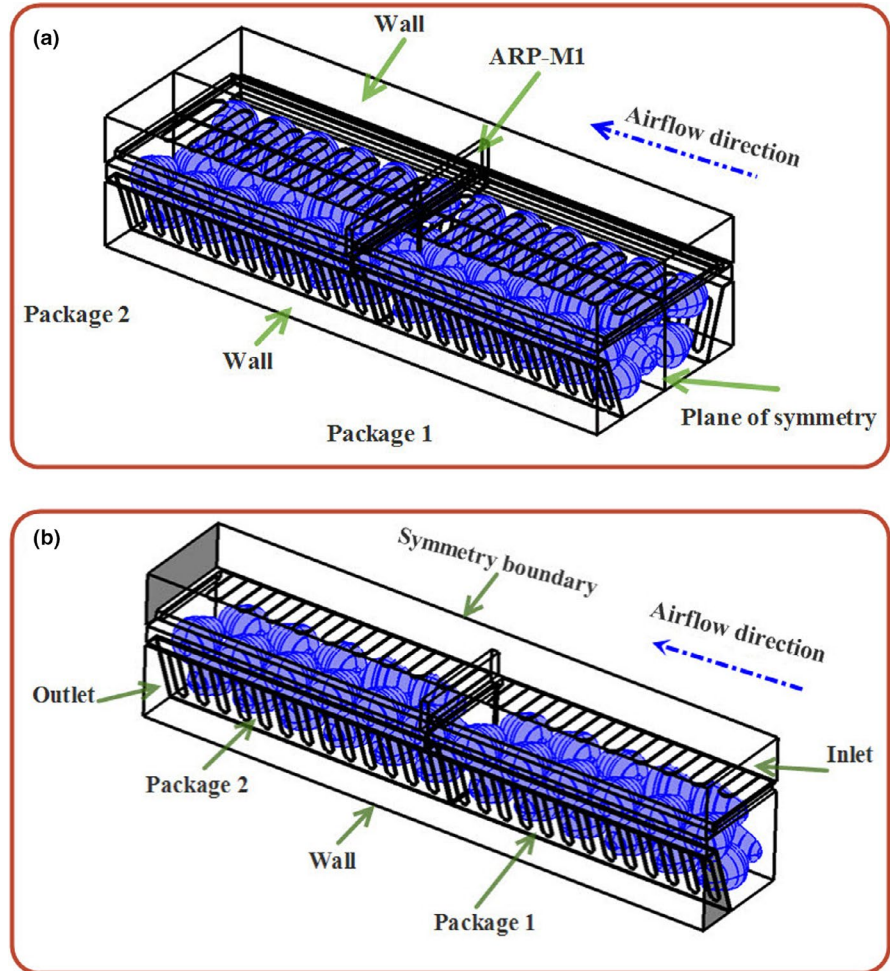 (a)
Wall
ARP-M1
Airflow direction
Package 2
Wall
Package 1
Plane of symmetry
(b)
Symmetry boundary
Airflow direction
Outlet
Inlet
Package 2
Wall
Package 1